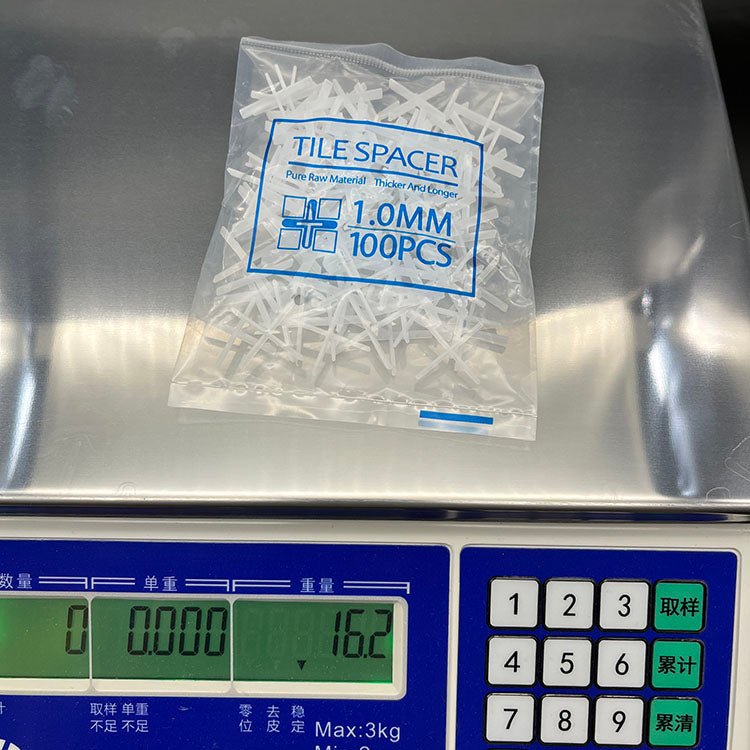 TILE SPACER
Pure Raw Material Thicker And Longer
1.0MM
100PCS
数量 单重 重量
0 0.000 16.2
取样 单重 零 去 稳
不足 不足 位 皮 定
Max:3kg
1 2 3 取样
4 5 6 累计
7 8 9 累清